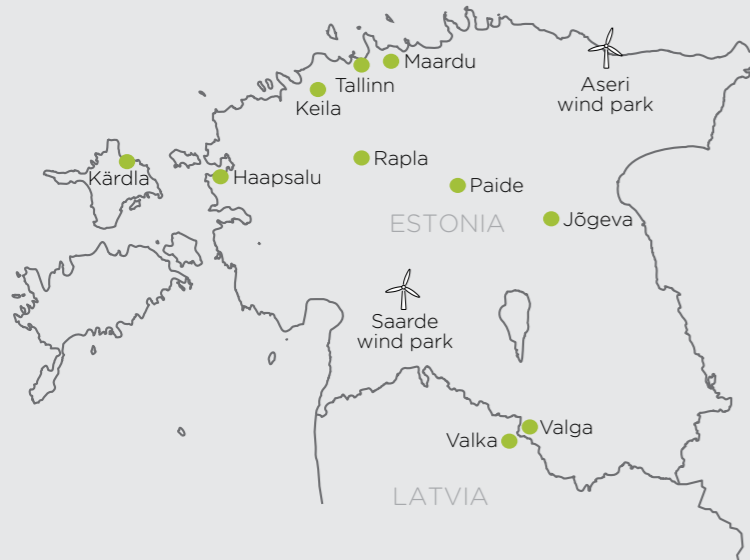 Maardu
Tallinn
Keila
Aseri
wind park
Kärdla
Haapsalu
Rapla
Paide
Jõgeva
ESTONIA
Saarde
wind park
Valga
Valka
LATVIA